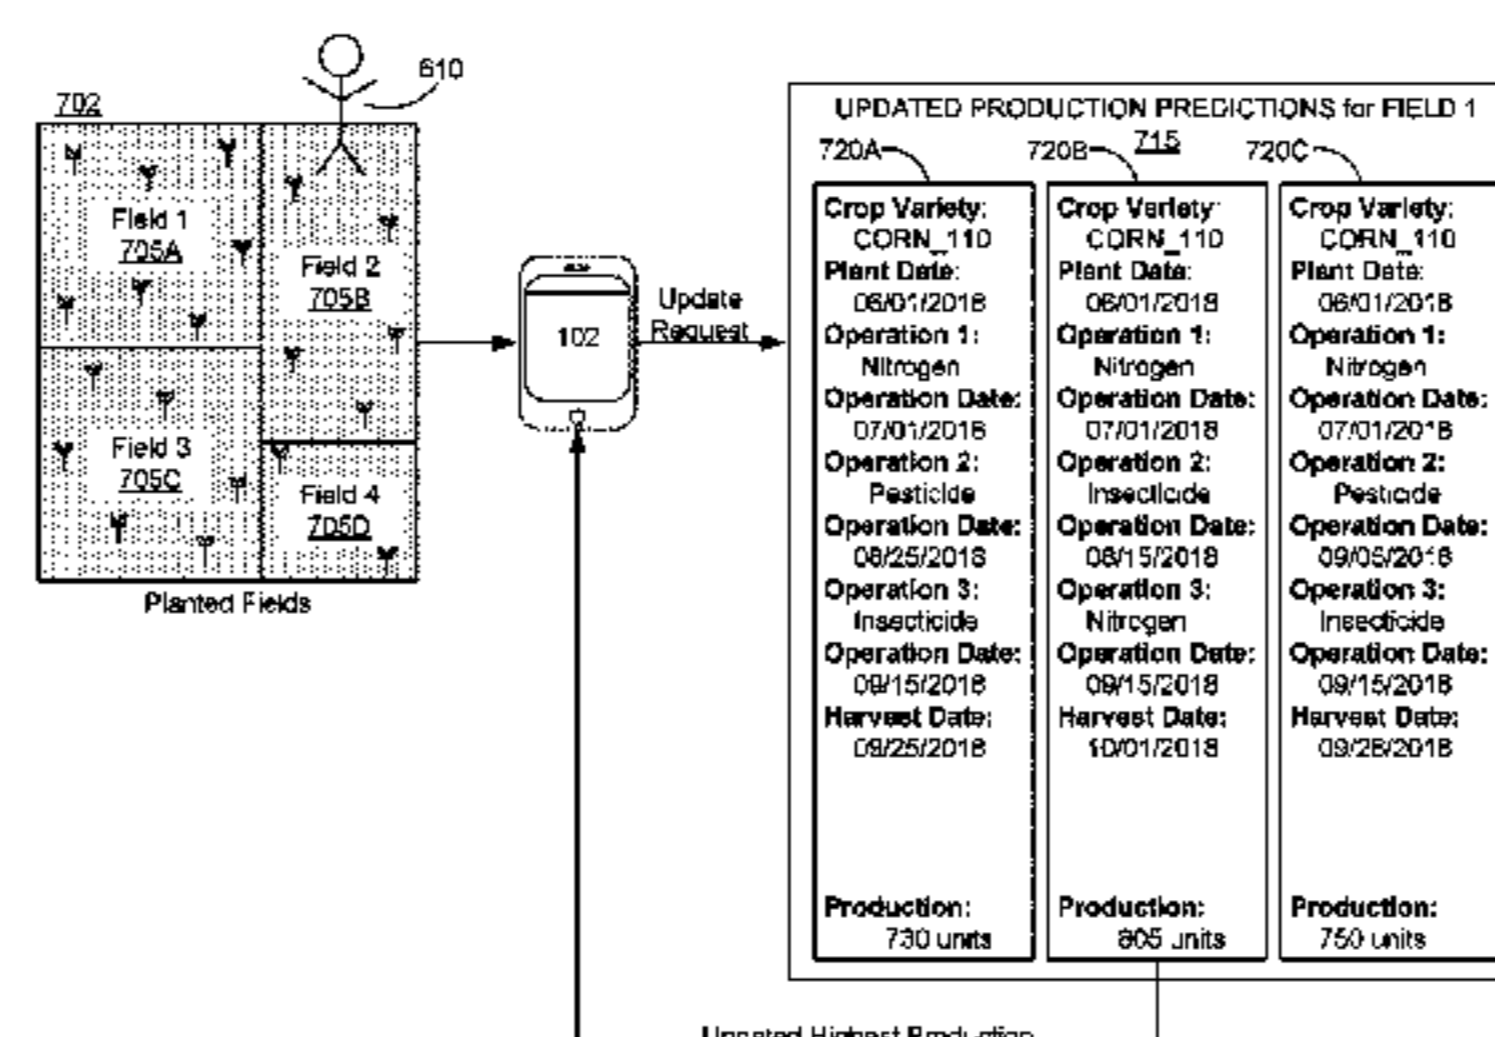 610
702
Field 1
705A
Field 2
705B
Field 3
705C
Field 4
705D
Planted Fields
102
Update
Request
UPDATED PRODUCTION PREDICTIONS for FIELD 1
715
720A
720B
720C
Crop Variety:
CORN_110
Plant Date:
06/01/2018
Operation 1:
Nitrogen
Operation Date:
07/01/2018
Operation 2:
Pesticide
Operation Date:
08/25/2018
Operation 3:
Insecticide
Operation Date:
09/15/2018
Harvest Date:
09/25/2018
Production:
730 units
Crop Variety:
CORN_110
Plant Date:
06/01/2018
Operation 1:
Nitrogen
Operation Date:
07/01/2018
Operation 2:
Insecticide
Operation Date:
08/15/2018
Operation 3:
Nitrogen
Operation Date:
09/15/2018
Harvest Date:
10/01/2018
Production:
805 units
Crop Variety:
CORN_110
Plant Date:
06/01/2018
Operation 1:
Nitrogen
Operation Date:
07/01/2018
Operation 2:
Pesticide
Operation Date:
09/05/2018
Operation 3:
Insecticide
Operation Date:
09/15/2018
Harvest Date:
09/28/2018
Production:
750 units
Updated Highest Production